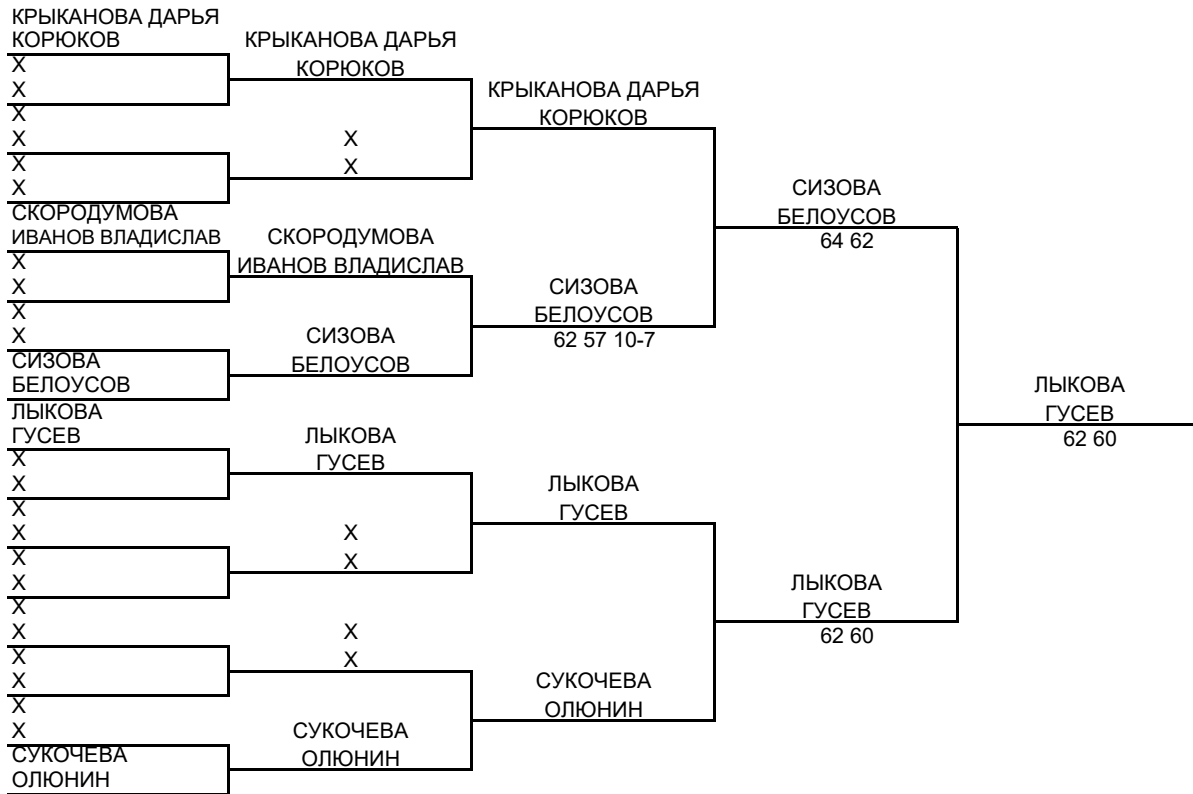 КРЫКАНОВА ДАРЬЯ
КОРЮКОВ
X
X
X
X
X
X
СКОРОДУМОВА
ИВАНОВ ВЛАДИСЛАВ
X
X
X
X
СИЗОВА
БЕЛОУСОВ
ЛЫКОВА
ГУСЕВ
X
X
X
X
X
X
X
X
X
X
X
X
СУКОЧЕВА
ОЛЮНИН
КРЫКАНОВА ДАРЬЯ
КОРЮКОВ
X
X
СКОРОДУМОВА
ИВАНОВ ВЛАДИСЛАВ
СИЗОВА
БЕЛОУСОВ
ЛЫКОВА
ГУСЕВ
X
X
X
X
СУКОЧЕВА
ОЛЮНИН
КРЫКАНОВА ДАРЬЯ
КОРЮКОВ
СИЗОВА
БЕЛОУСОВ
62 57 10-7
ЛЫКОВА
ГУСЕВ
СУКОЧЕВА
ОЛЮНИН
СИЗОВА
БЕЛОУСОВ
64 62
ЛЫКОВА
ГУСЕВ
62 60
ЛЫКОВА
ГУСЕВ
62 60